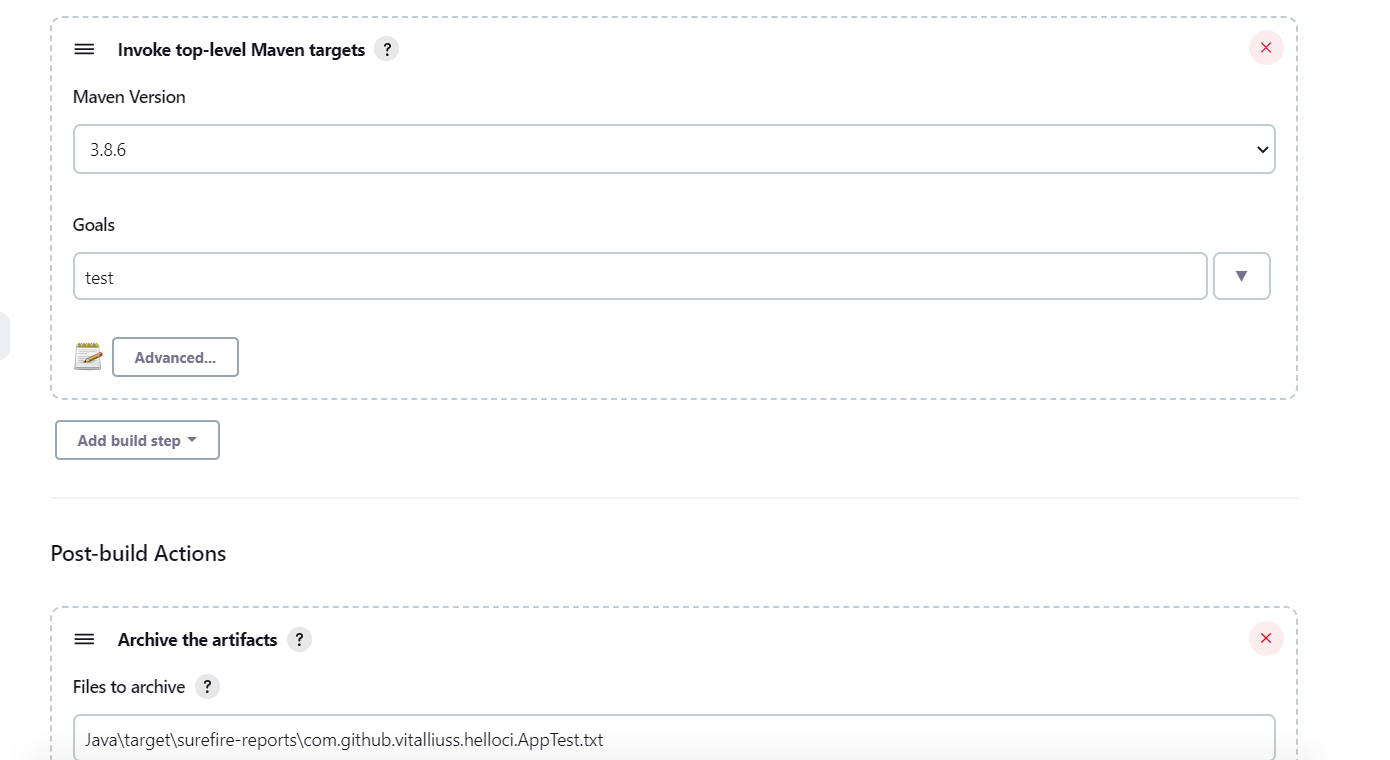 Invoke top-level Maven targets ?
Maven Version
3.8.6
Goals
test
Advanced...
Add build step
Post-build Actions
Archive the artifacts ?
Files to archive ?
Java\target\surefire-reports\com.github.vitalliuss.helloci.AppTest.txt